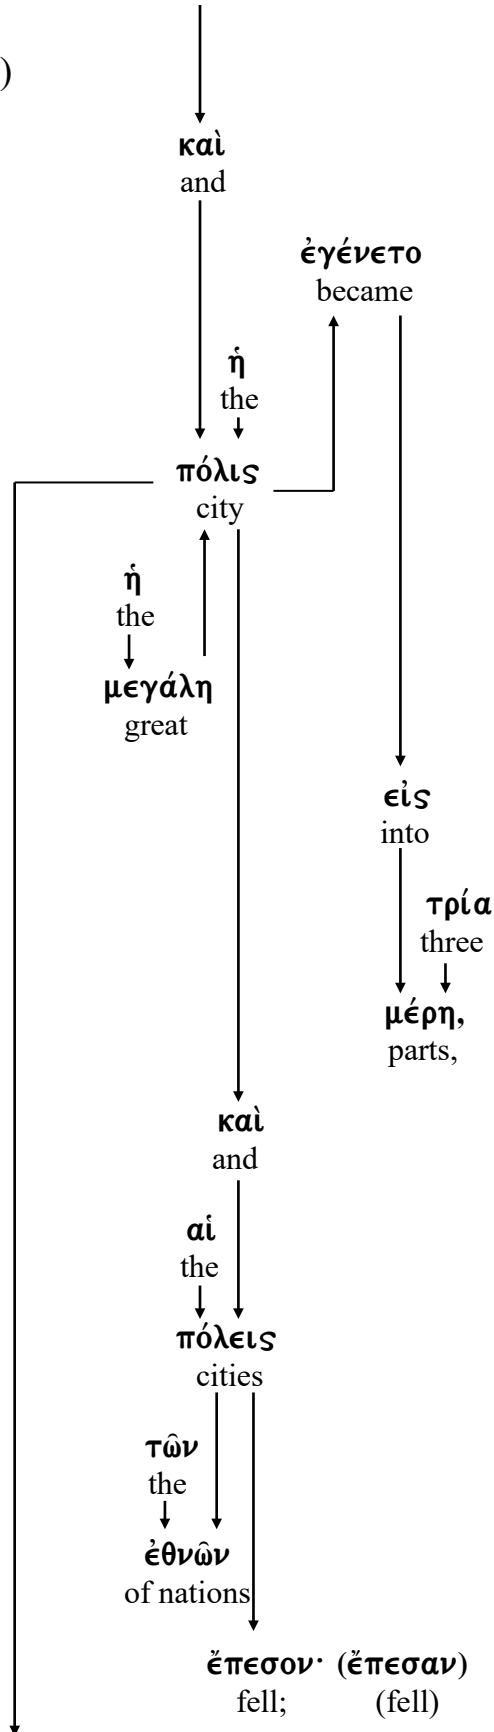 )
καὶ
and
ἐγένετο
became
ἡ
the
πόλις
city
ἡ
the
μεγάλη
great
εἰς
into
τρία
three
μέρη,
parts,
καὶ
and
αἱ
the
πόλεις
cities
τῶν
the
ἐθνῶν
of nations
ἔπεσον· (ἔπεσαν)
fell; (fell)